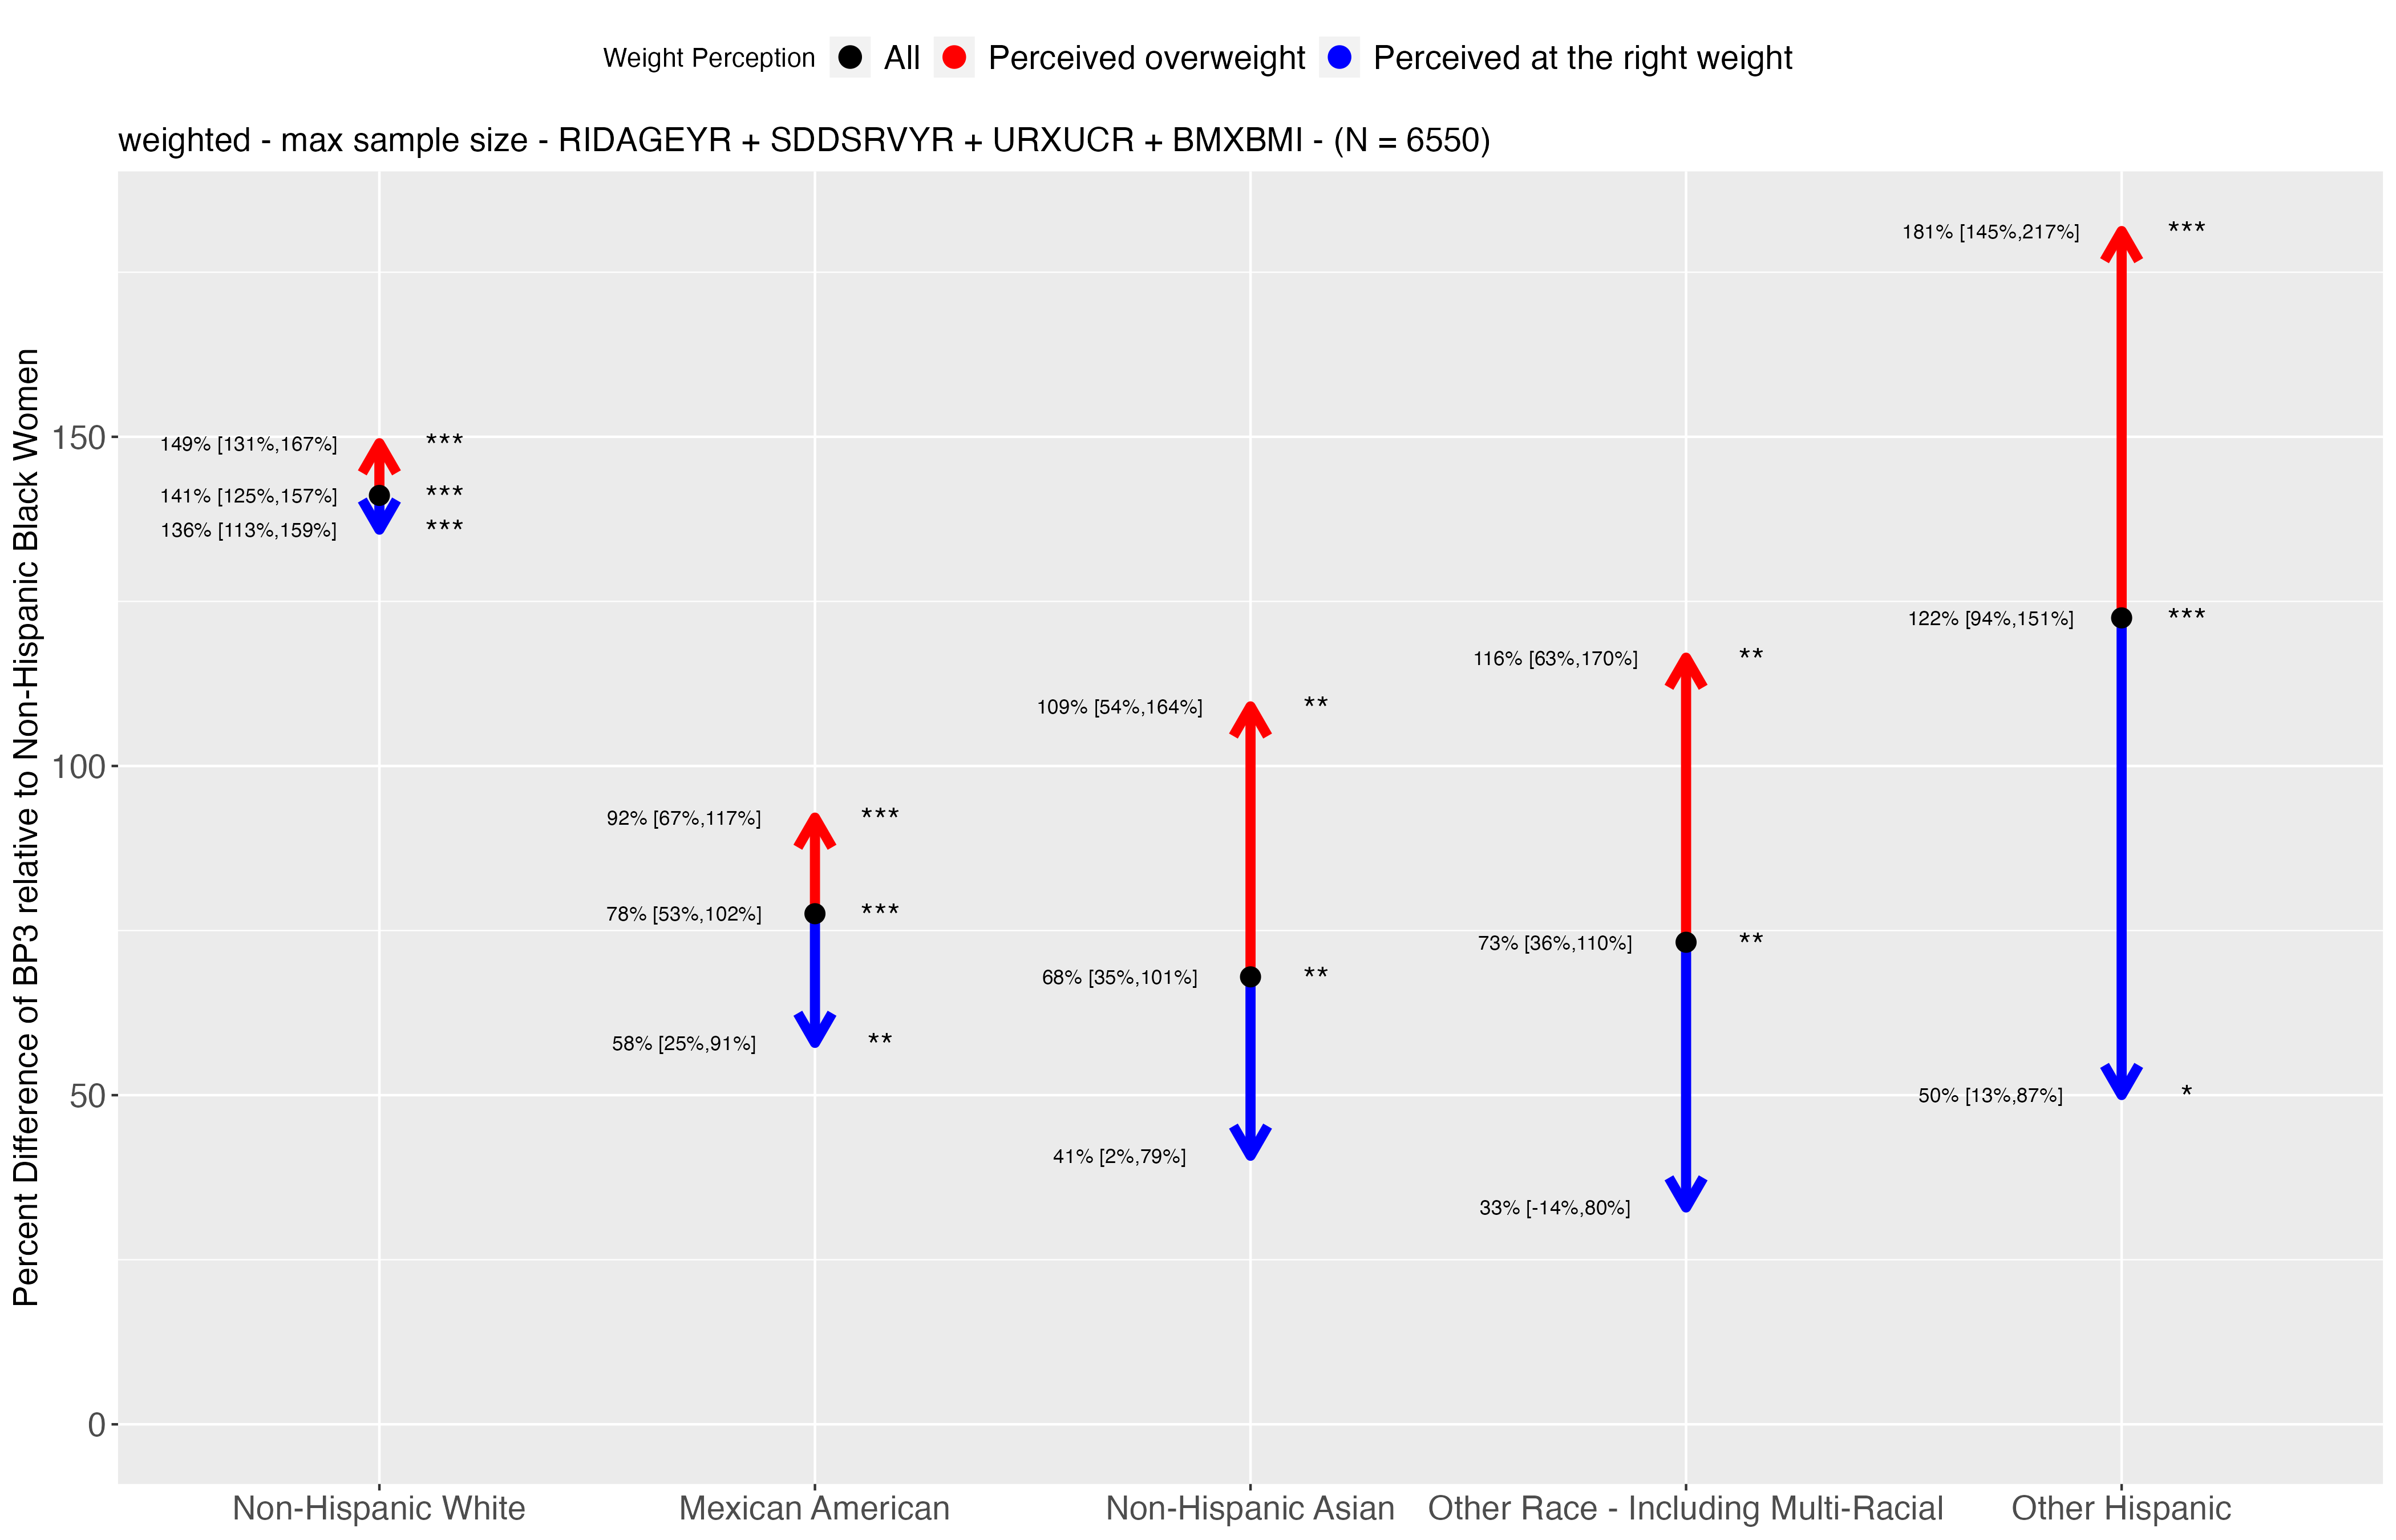 Weight Perception All Perceived overweight Perceived at the right weight
weighted - max sample size - RIDAGEYR + SDDSRVYR + URXUCR + BMXBMI - (N = 6550)
Percent Difference of BP3 relative to Non-Hispanic Black Women
150
100
50
0
149% [131%,167%] ***
141% [125%,157%] ***
136% [113%,159%] ***
92% [67%,117%] ***
78% [53%,102%] ***
58% [25%,91%] **
109% [54%,164%] **
68% [35%,101%] **
41% [2%,79%]
116% [63%,170%] **
73% [36%,110%] **
33% [-14%,80%]
181% [145%,217%] ***
122% [94%,151%] ***
50% [13%,87%] *
Non-Hispanic White
Mexican American
Non-Hispanic Asian
Other Race - Including Multi-Racial
Other Hispanic